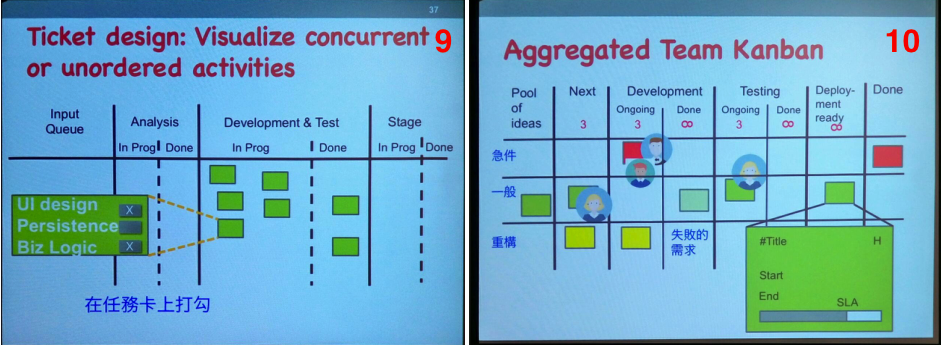 37
Ticket design: Visualize concurrent
or unordered activities
9
Input
Queue
Analysis
Development & Test
Stage
In Prog
Done
In Prog
Done
In Prog
Done
UI design
X
Persistence
Biz Logic
X
在任務卡上打勾
Aggregated Team Kanban
10
Pool
of
ideas
Next
Development
Testing
Deploy-
ment
ready
Done
Ongoing
Done
Ongoing
Done
3
3
∞
3
∞
∞
急件
一般
重構
失敗的
需求
#Title
H
Start
End
SLA